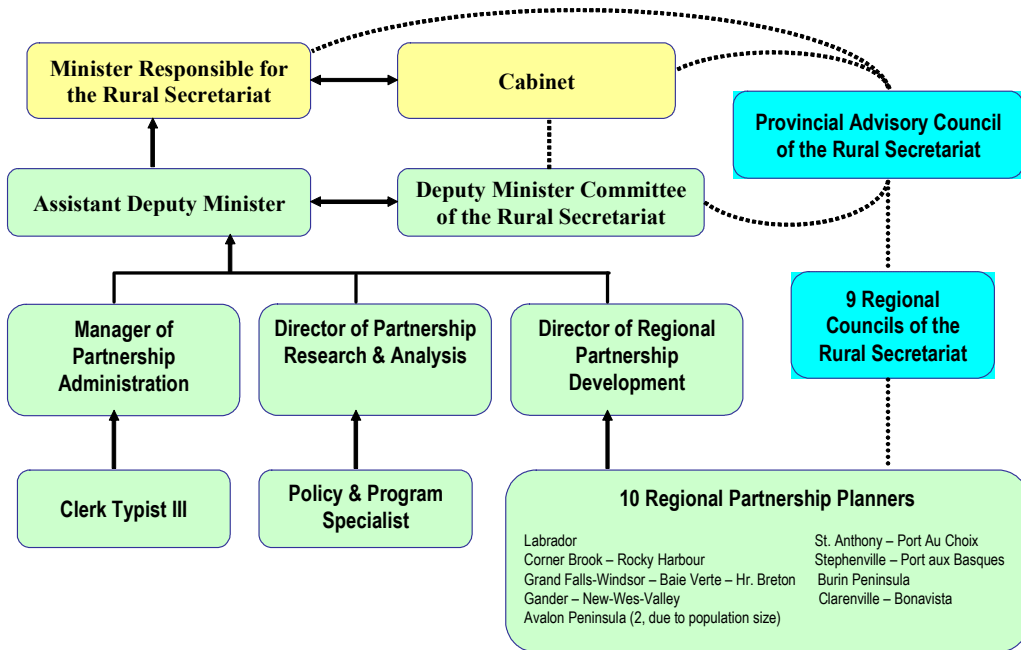 Minister Responsible for
the Rural Secretariat
Cabinet
Provincial Advisory Council
of the Rural Secretariat
Assistant Deputy Minister
Deputy Minister Committee
of the Rural Secretariat
9 Regional
Councils of the
Rural Secretariat
Manager of
Partnership
Administration
Director of Partnership
Research & Analysis
Director of Regional
Partnership
Development
Clerk Typist III
Policy & Program
Specialist
10 Regional Partnership Planners
Labrador
Corner Brook – Rocky Harbour
Grand Falls-Windsor – Baie Verte – Hr. Breton
Gander – New-Wes-Valley
Avalon Peninsula (2, due to population size)
St. Anthony – Port Au Choix
Stephenville – Port aux Basques
Burin Peninsula
Clarenville – Bonavista